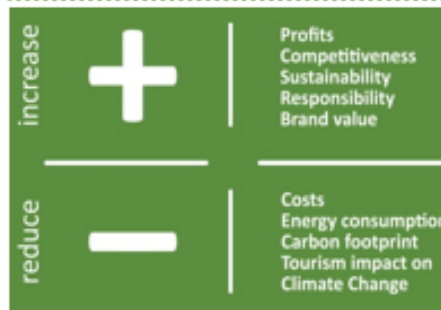 increase
Profits
Competitiveness
Sustainability
Responsibility
Brand value
reduce
Costs
Energy consumption
Carbon footprint
Tourism impact on
Climate Change